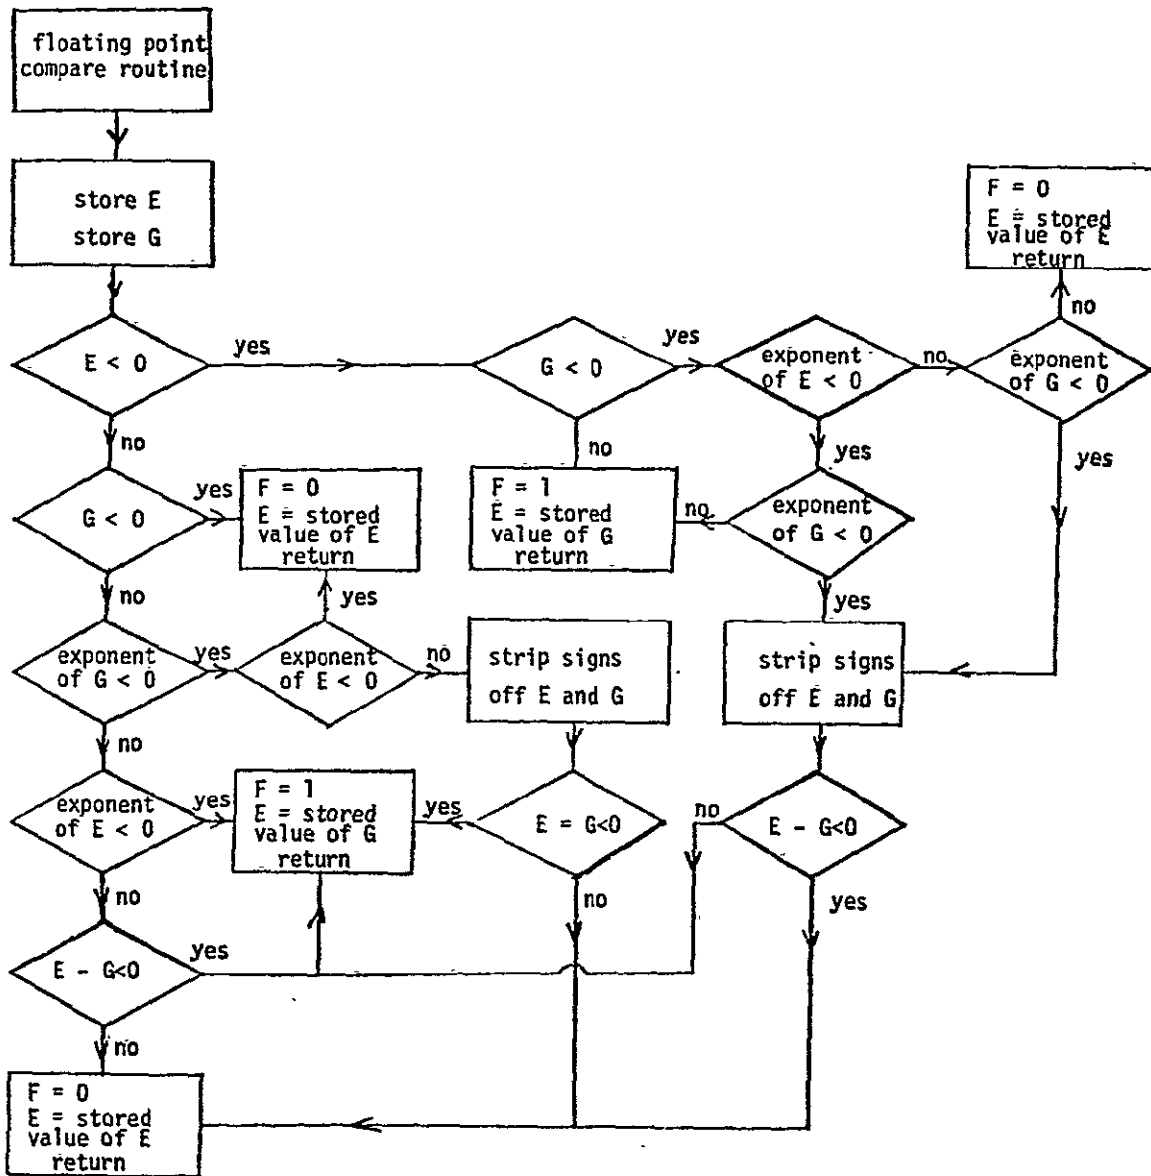 floating point
compare routine
store E
store G
F = 0
E = stored
value of E
return
no
E < 0
yes
G < 0
yes
exponent
of E < 0
no
exponent
of G < 0
no
no
yes
yes
G < 0
yes
F = 0
E = stored
value of E
return
F = 1
E = stored
value of G
return
no
exponent
of G < 0
no
yes
yes
exponent
of G < 0
yes
exponent
of E < 0
no
strip signs
off E and G
strip signs
off E and G
no
exponent
of E < 0
yes
F = 1
E = stored
value of G
return
yes
E = G<0
no
E - G<0
no
no
yes
E - G<0
yes
no
F = 0
E = stored
value of E
return